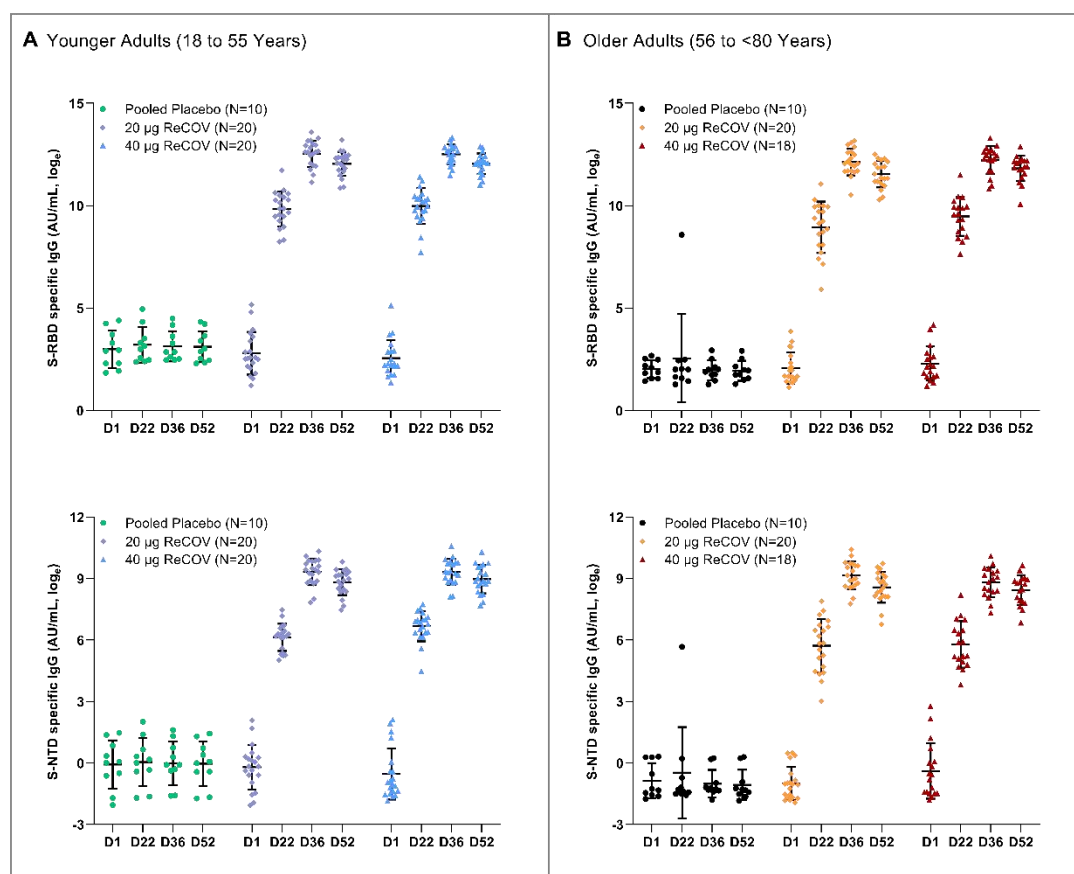 A Younger Adults (18 to 55 Years)
15
10
5
0
S-RBD specific IgG (AU/mL, logₑ)
Pooled Placebo (N=10)
20 µg ReCOV (N=20)
40 µg ReCOV (N=20)
D1 D22 D36 D52 D1 D22 D36 D52 D1 D22 D36 D52
12
9
6
3
0
-3
S-NTD specific IgG (AU/mL, logₑ)
Pooled Placebo (N=10)
20 µg ReCOV (N=20)
40 µg ReCOV (N=20)
D1 D22 D36 D52 D1 D22 D36 D52 D1 D22 D36 D52
B Older Adults (56 to <80 Years)
15
10
5
0
S-RBD specific IgG (AU/mL, logₑ)
Pooled Placebo (N=10)
20 µg ReCOV (N=20)
40 µg ReCOV (N=18)
D1 D22 D36 D52 D1 D22 D36 D52 D1 D22 D36 D52
12
9
6
3
0
-3
S-NTD specific IgG (AU/mL, logₑ)
Pooled Placebo (N=10)
20 µg ReCOV (N=20)
40 µg ReCOV (N=18)
D1 D22 D36 D52 D1 D22 D36 D52 D1 D22 D36 D52